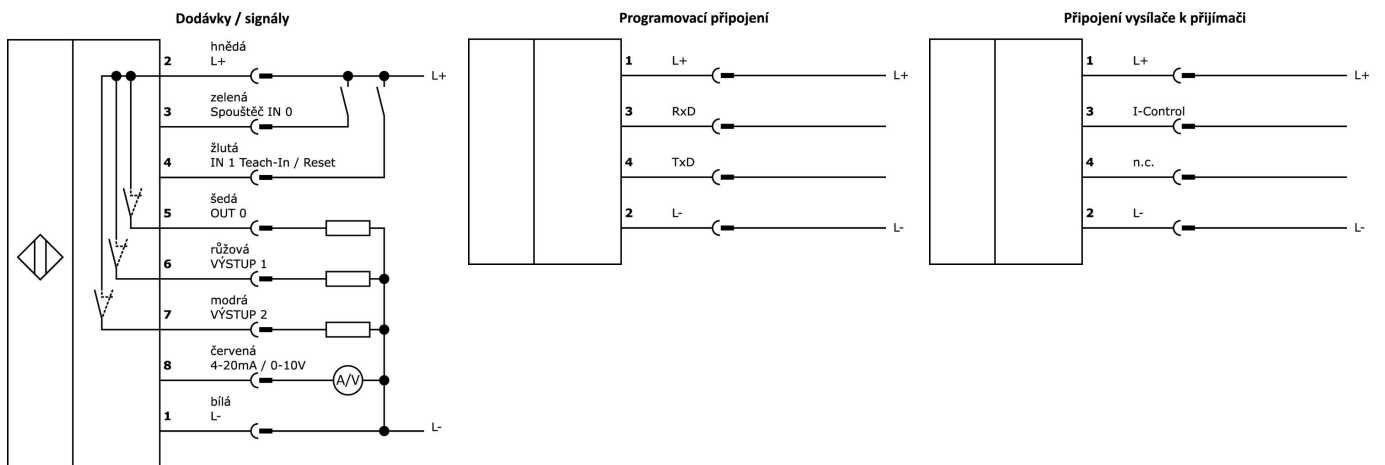 Dodávky / signály
hnědá
2 L+
L+
zelená
3 Spouštěč IN 0
žlutá
4 IN 1 Teach-In / Reset
šedá
5 OUT 0
růžová
6 VÝSTUP 1
modrá
7 VÝSTUP 2
červená
8 4-20mA / 0-10V
A/V
bílá
1 L-
L-
Programovací připojení
1 L+
L+
3 RxD
4 TxD
2 L-
L-
Připojení vysílače k přijímači
1 L+
L+
3 I-Control
4 n.c.
2 L-
L-